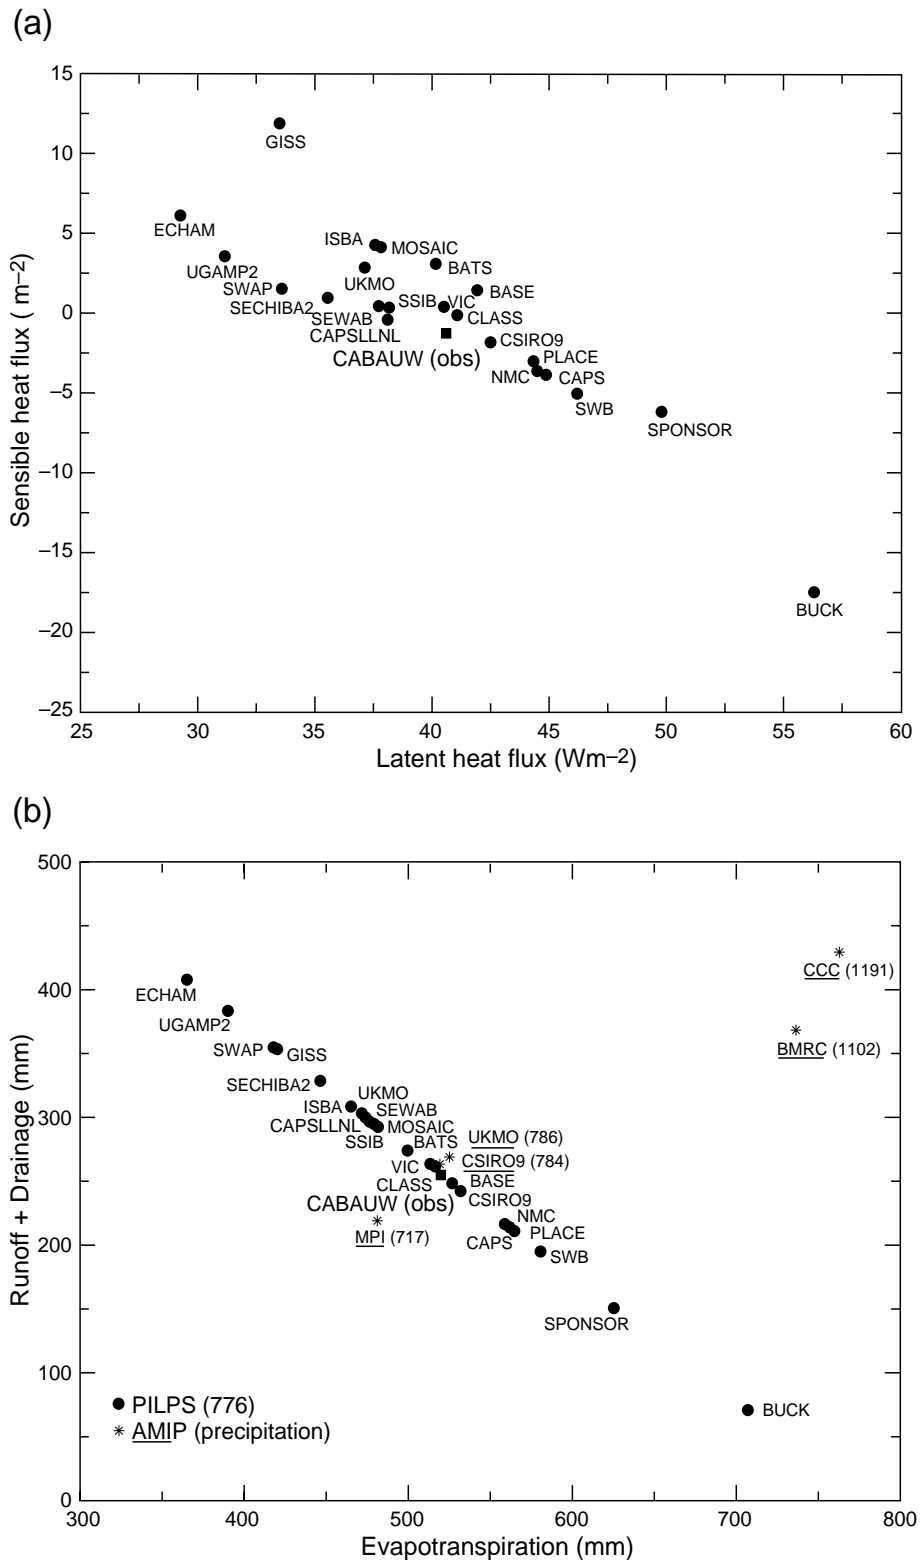 (a)
15
10
5
0
–5
–10
–15
–20
–25
Sensible heat flux ( m–2)
GISS
ECHAM
UGAMP2
SWAP
SECHIBA2
ISBA
MOSAIC
UKMO
BATS
SSIB
VIC
BASE
SEWAB
CLASS
CAPSLLNL
CABAUW (obs)
CSIRO9
PLACE
NMC
CAPS
SWB
SPONSOR
BUCK
25 30 35 40 45 50 55 60
Latent heat flux (Wm–2)
(b)
500
400
300
200
100
0
Runoff + Drainage (mm)
CCC (1191)
BMRC (1102)
ECHAM
UGAMP2
SWAP GISS
SECHIBA2
UKMO
ISBA
SEWAB
CAPSLLNL
MOSAIC
SSIB
BATS
UKMO (786)
VIC
CSIRO9 (784)
CLASS
BASE
CABAUW (obs)
CSIRO9
MPI (717)
NMC
CAPS
PLACE
SWB
SPONSOR
BUCK
PILPS (776)
AMIP (precipitation)
300 400 500 600 700 800
Evapotranspiration (mm)